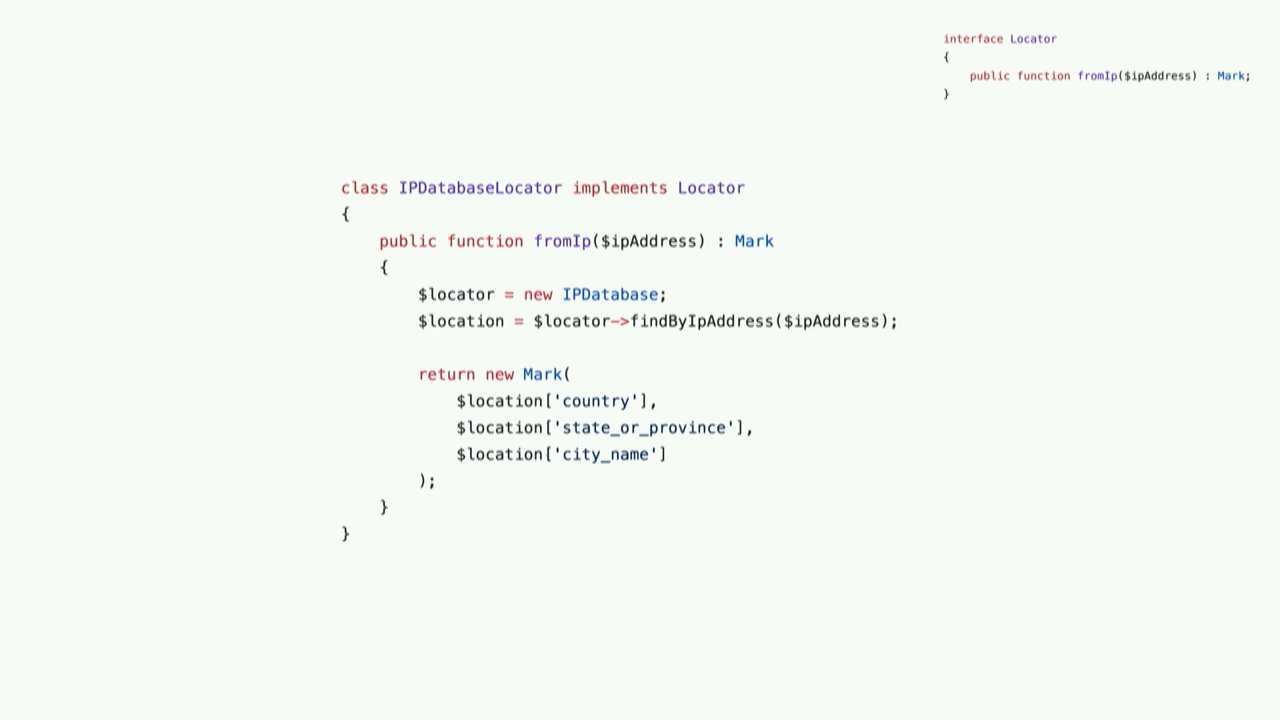 interface Locator
{
    public function fromIp($ipAddress) : Mark;
}
class IPDatabaseLocator implements Locator
{
    public function fromIp($ipAddress) : Mark
    {
        $locator = new IPDatabase;
        $location = $locator->findByIpAddress($ipAddress);

        return new Mark(
            $location['country'],
            $location['state_or_province'],
            $location['city_name']
        );
    }
}